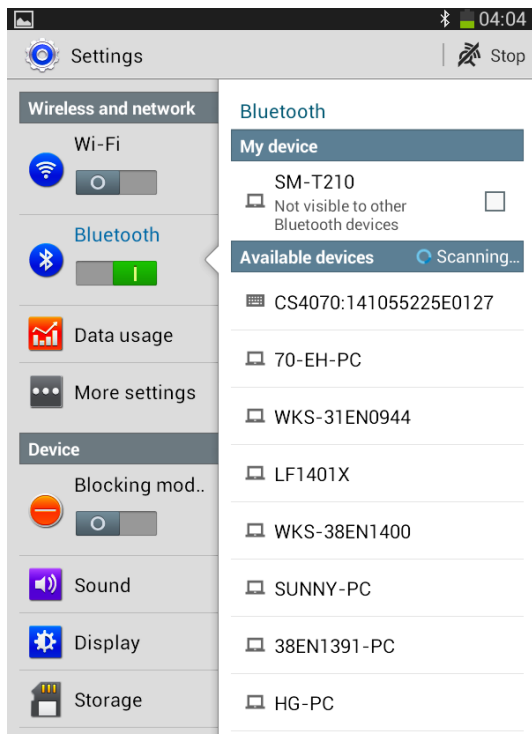 04:04
Settings
Stop
Wireless and network
Wi-Fi
Bluetooth
Data usage
More settings
Device
Blocking mod..
Sound
Display
Storage
Bluetooth
My device
SM-T210
Not visible to other
Bluetooth devices
Available devices Scanning...
CS4070:141055225E0127
70-EH-PC
WKS-31EN0944
LF1401X
WKS-38EN1400
SUNNY-PC
38EN1391-PC
HG-PC